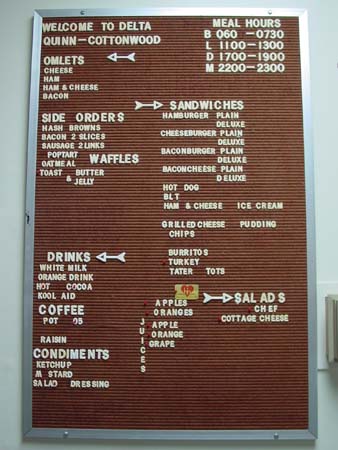 WELCOME TO DELTA
QUINN-COTTONWOOD
MEAL HOURS
B 060 -0730
L 1100-1300
D 1700-1900
M 2200-2300
OMLETS
CHEESE
HAM
HAM & CHEESE
BACON
SANDWICHES
HAMBURGER PLAIN
DELUXE
CHEESEBURGER PLAIN
DELUXE
BACONBURGER PLAIN
DELUXE
BACONCHEESE PLAIN
DELUXE
HOT DOG
BLT
HAM & CHEESE ICE CREAM
GRILLED CHEESE PUDDING
CHIPS
SIDE ORDERS
HASH BROWNS
BACON 2 SLICES
SAUSAGE 2 LINKS
POPTART
OATMEAL
WAFFLES
TOAST & BUTTER
JELLY
BURRITOS
TURKEY
TATER TOTS
DRINKS
WHITE MILK
ORANGE DRINK
HOT COCOA
KOOL AID
COFFEE
POT 05
RAISIN
CONDIMENTS
KETCHUP
M STARD
SALAD DRESSING
APPLES
ORANGES
JUICES
APPLE
ORANGE
GRAPE
SALADS
CHEF
COTTAGE CHEESE